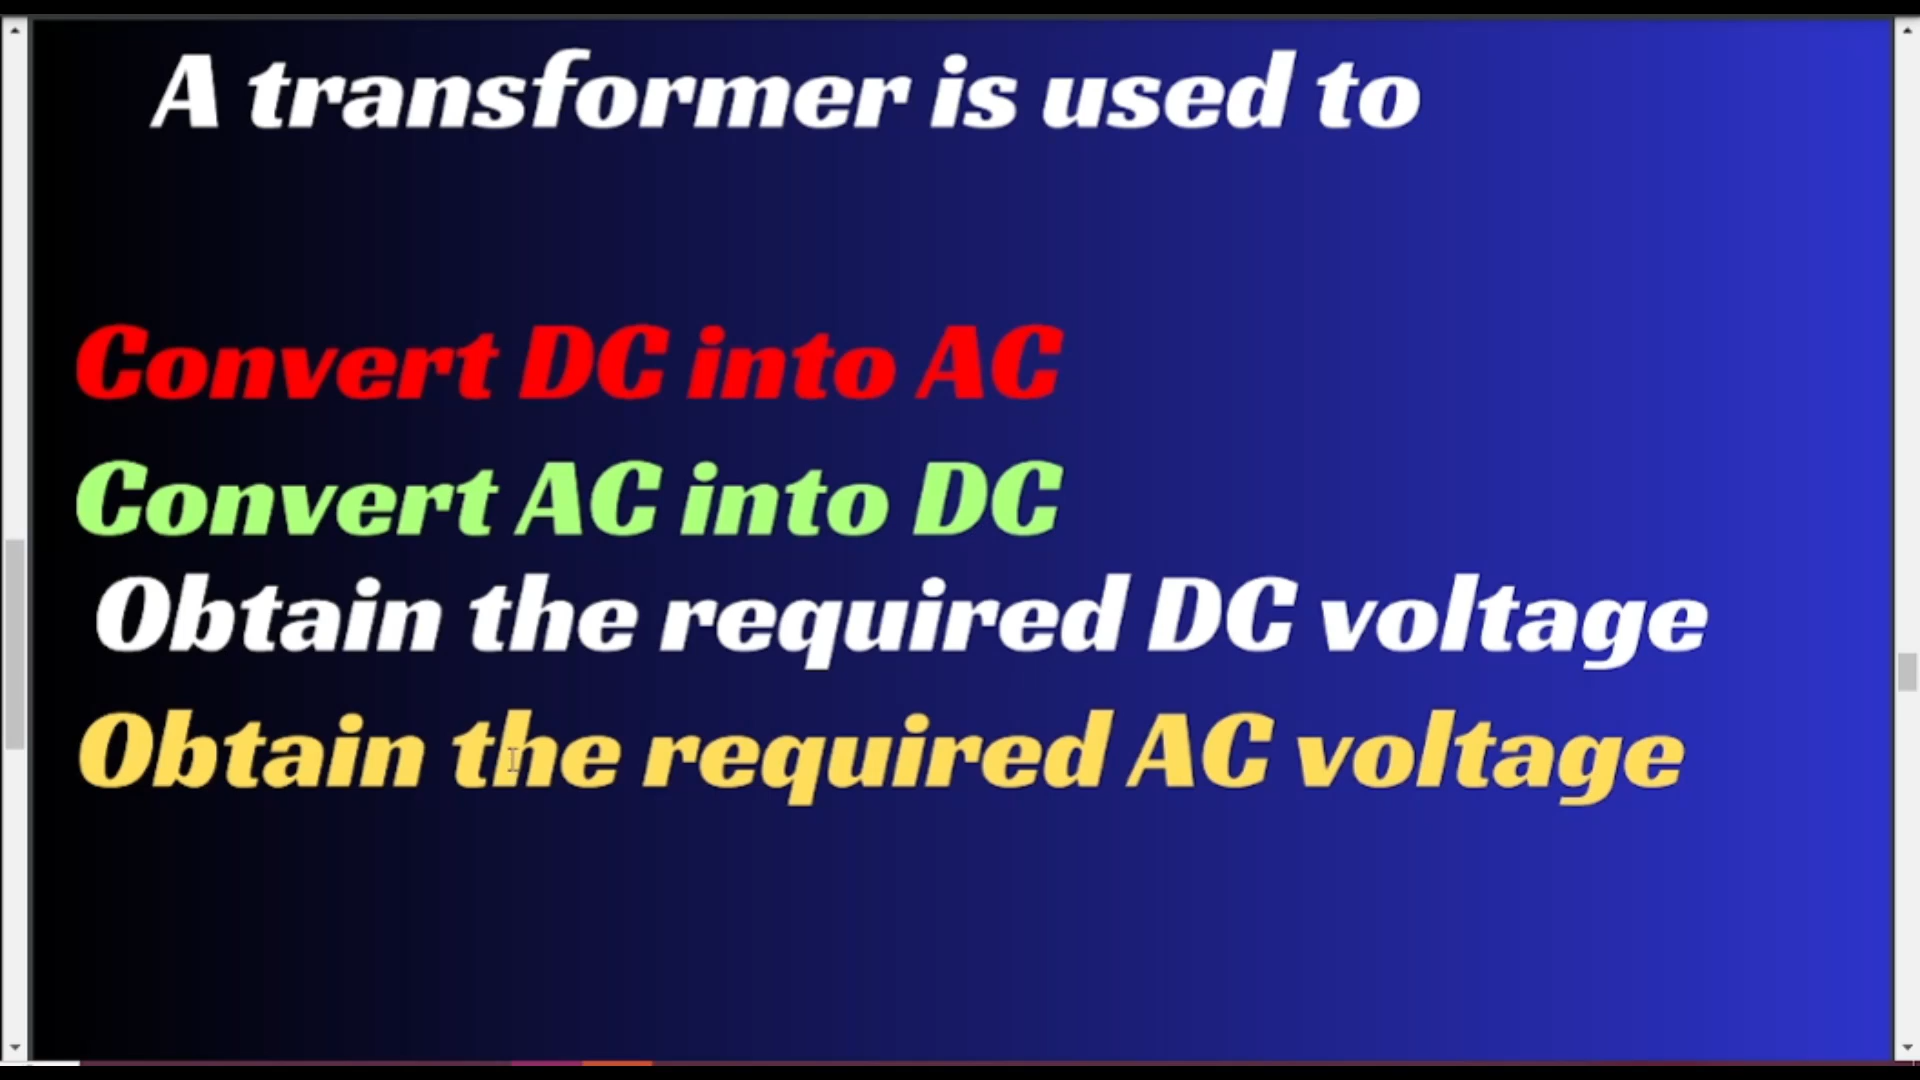 A transformer is used to
Convert DC into AC
Convert AC into DC
Obtain the required DC voltage
Obtain the required AC voltage